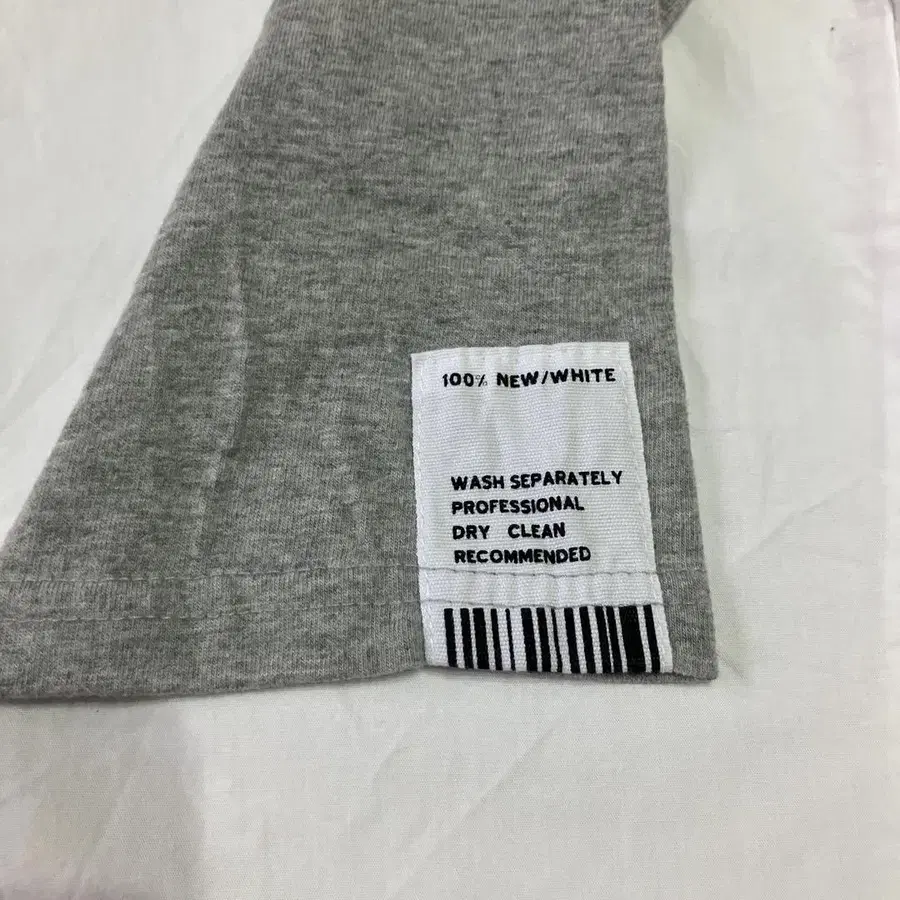 100% NEW/WHITE
WASH SEPARATELY
PROFESSIONAL
DRY CLEAN
RECOMMENDED